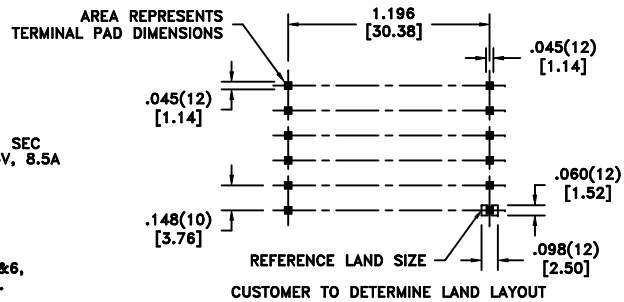 AREA REPRESENTS
TERMINAL PAD DIMENSIONS
1.196
[30.38]
.045(12)
[1.14]
.045(12)
[1.14]
SEC
V, 8.5A
.060(12)
[1.52]
.148(10)
[3.76]
.098(12)
[2.50]
REFERENCE LAND SIZE
&6,
CUSTOMER TO DETERMINE LAND LAYOUT